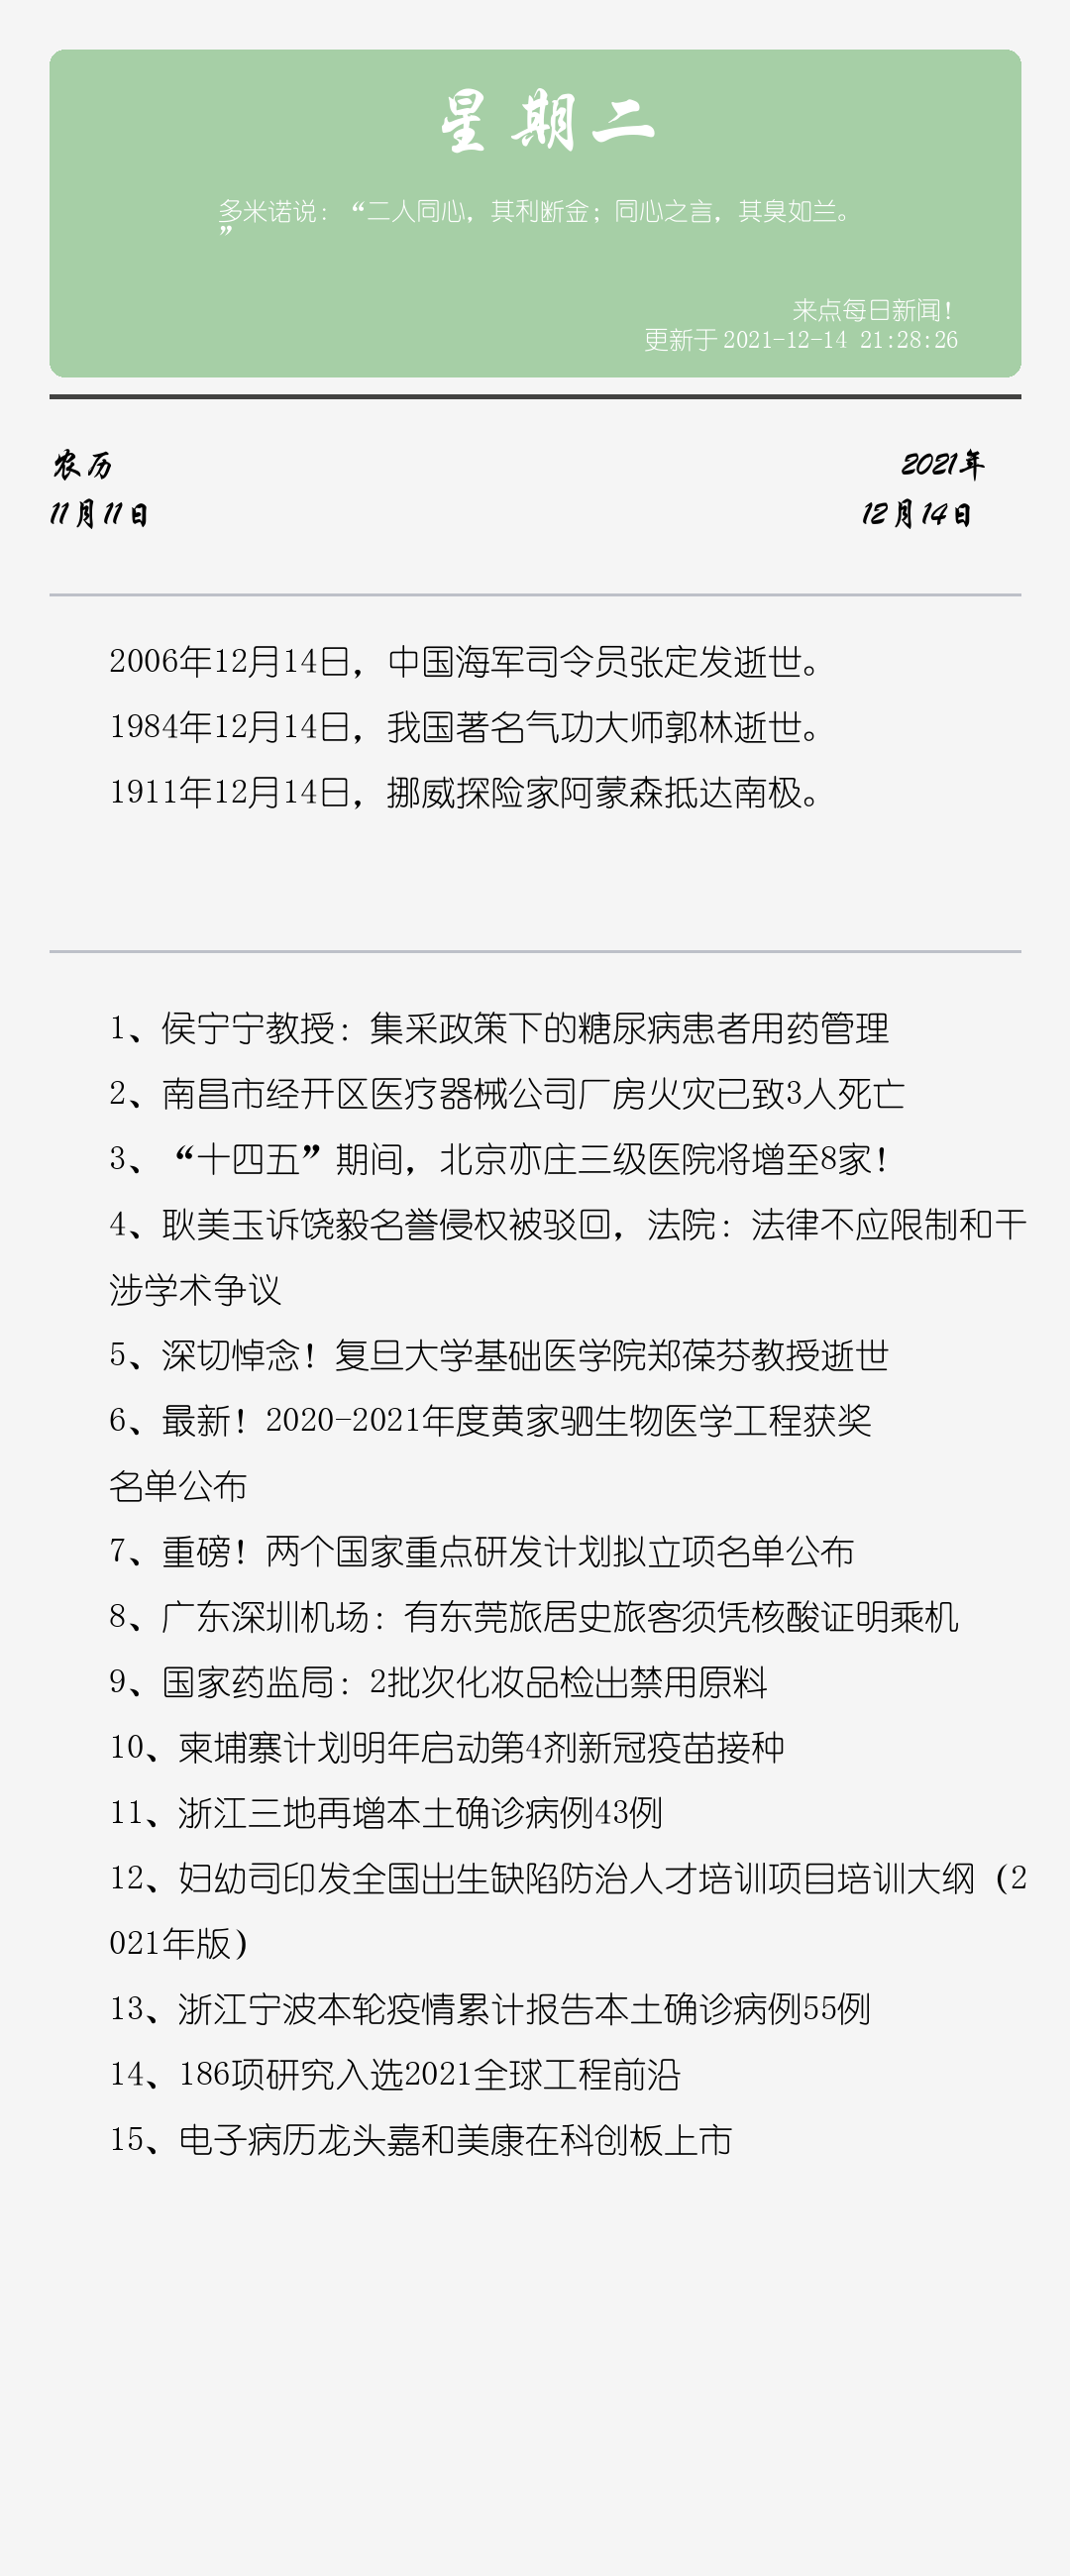 星期二
多米诺说：“二人同心，其利断金；同心之言，其臭如兰。
”
来点每日新闻！
更新于 2021-12-14 21:28:26
农历
2021年
11月11日
12月14日
2006年12月14日，中国海军司令员张定发逝世。
1984年12月14日，我国著名气功大师郭林逝世。
1911年12月14日，挪威探险家阿蒙森抵达南极。
1、侯宁宁教授：集采政策下的糖尿病患者用药管理
2、南昌市经开区医疗器械公司厂房火灾已致3人死亡
3、“十四五”期间，北京亦庄三级医院将增至8家！
4、耿美玉诉饶毅名誉侵权被驳回，法院：法律不应限制和干
涉学术争议
5、深切悼念！复旦大学基础医学院郑葆芬教授逝世
6、最新！2020-2021年度黄家驷生物医学工程获奖
名单公布
7、重磅！两个国家重点研发计划拟立项名单公布
8、广东深圳机场：有东莞旅居史旅客须凭核酸证明乘机
9、国家药监局：2批次化妆品检出禁用原料
10、柬埔寨计划明年启动第4剂新冠疫苗接种
11、浙江三地再增本土确诊病例43例
12、妇幼司印发全国出生缺陷防治人才培训项目培训大纲（2
021年版）
13、浙江宁波本轮疫情累计报告本土确诊病例55例
14、186项研究入选2021全球工程前沿
15、电子病历龙头嘉和美康在科创板上市